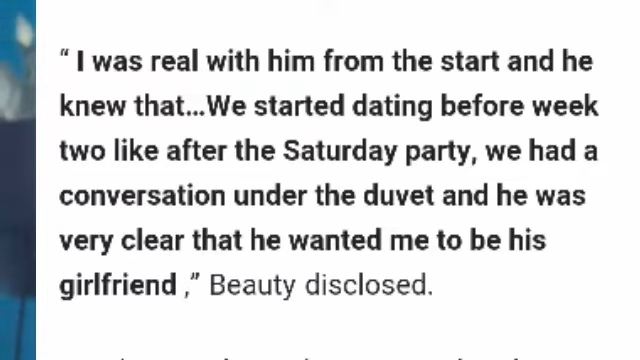 “ I was real with him from the start and he
knew that...We started dating before week
two like after the Saturday party, we had a
conversation under the duvet and he was
very clear that he wanted me to be his
girlfriend ,” Beauty disclosed.